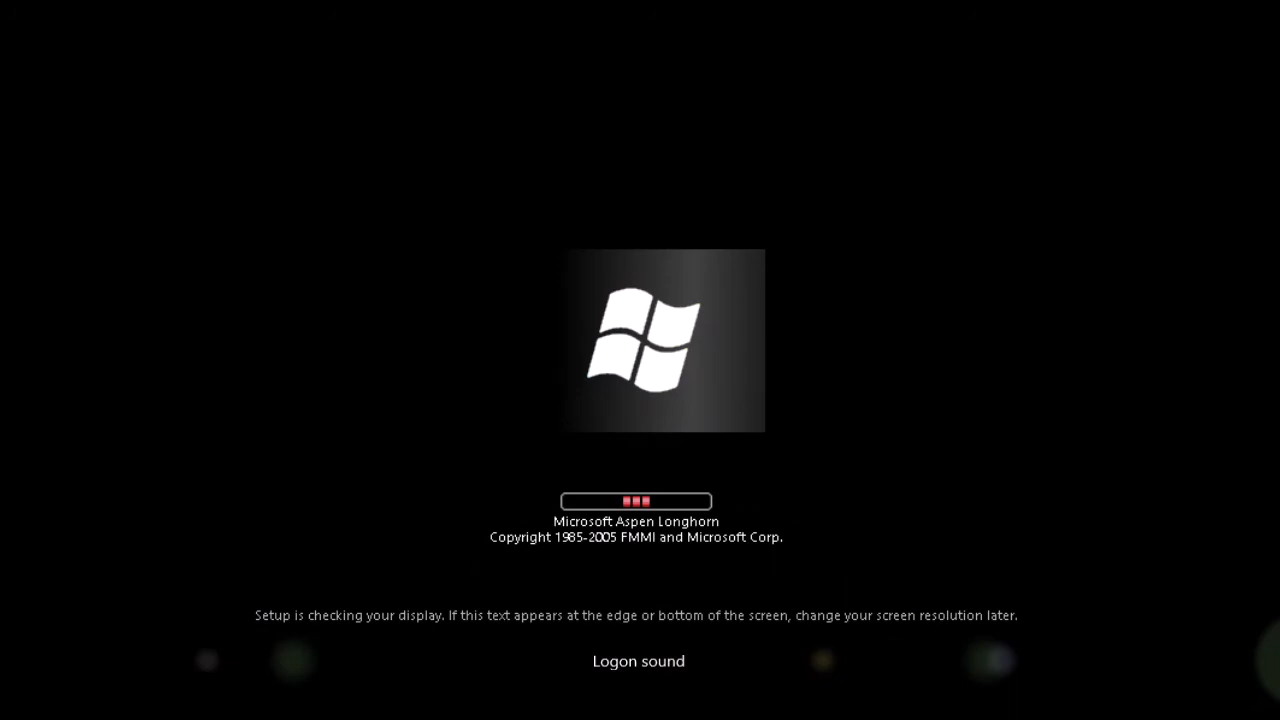 Microsoft Aspen Longhorn
Copyright 1985-2005 FMMI and Microsoft Corp.
Setup is checking your display. If this text appears at the edge or bottom of the screen, change your screen resolution later.
Logon sound